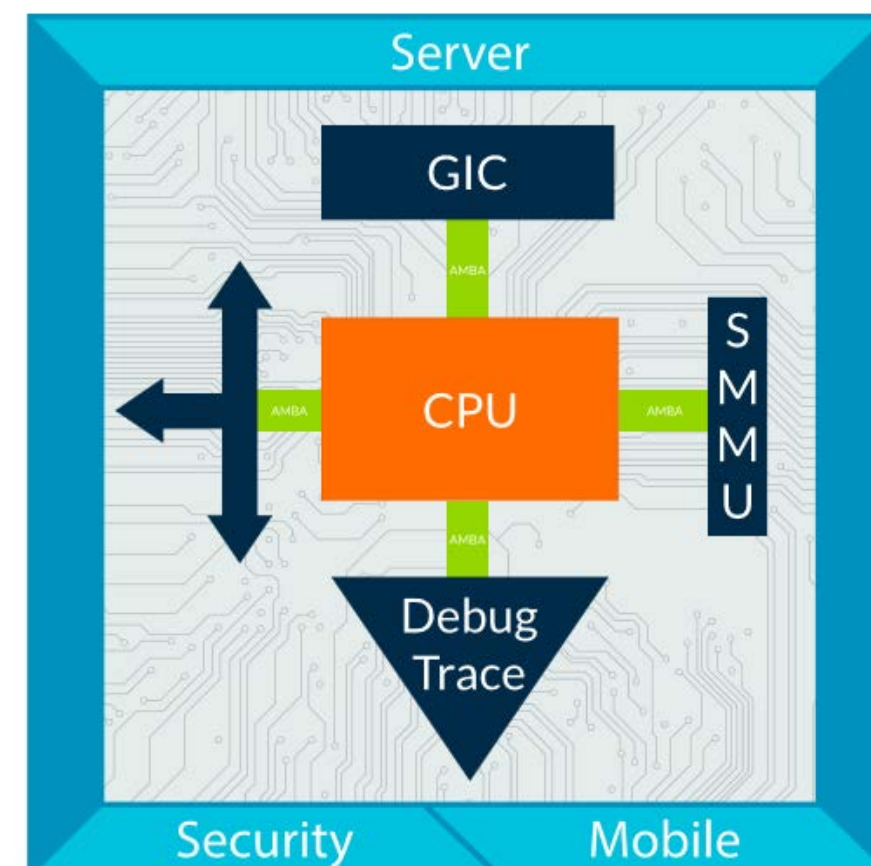 Server
GIC
AMBA
AMBA
CPU
AMBA
S
M
M
U
AMBA
Debug
Trace
Security
Mobile